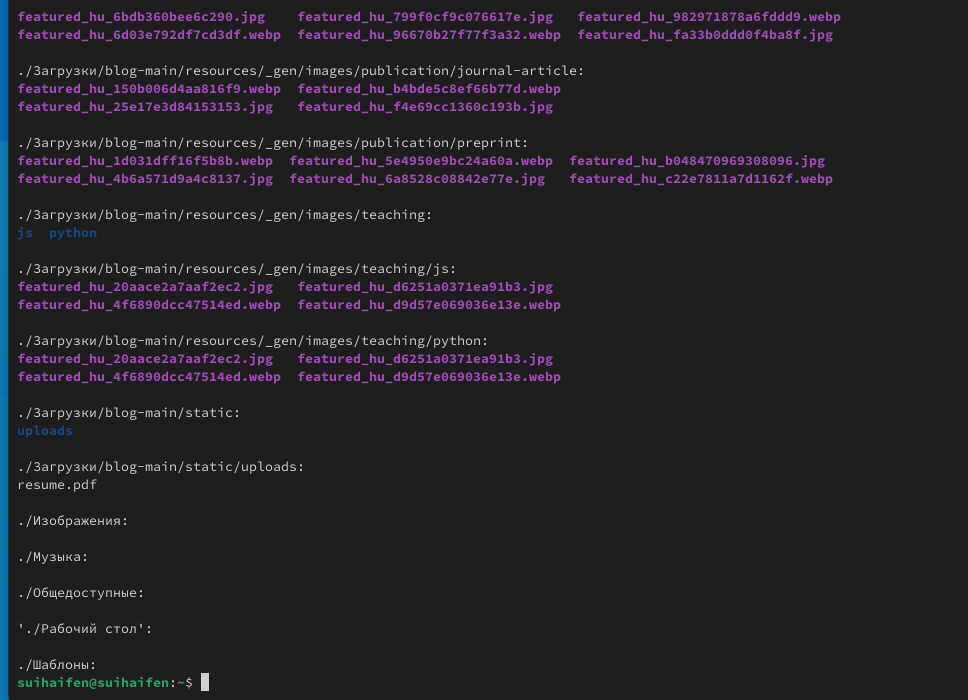 featured_hu_6bdb360bee6c290.jpg    featured_hu_799f0cf9c076617e.jpg   featured_hu_982971878a6fddd9.webp
featured_hu_6d03e792df7cd3df.webp  featured_hu_96670b27f77f3a32.webp  featured_hu_fa33b0ddd0f4ba8f.jpg
./Загрузки/blog-main/resources/_gen/images/publication/journal-article:
featured_hu_150b006d4aa816f9.webp  featured_hu_b4bde5c8ef66b77d.webp
featured_hu_25e17e3d84153153.jpg   featured_hu_f4e69cc1360c193b.jpg
./Загрузки/blog-main/resources/_gen/images/publication/preprint:
featured_hu_1d031dff16f5b8b.webp  featured_hu_5e4950e9bc24a60a.webp  featured_hu_b048470969308096.jpg
featured_hu_4b6a571d9a4c8137.jpg  featured_hu_6a8528c08842e77e.jpg   featured_hu_c22e7811a7d1162f.webp
./Загрузки/blog-main/resources/_gen/images/teaching:
js  python
./Загрузки/blog-main/resources/_gen/images/teaching/js:
featured_hu_20aace2a7aaf2ec2.jpg   featured_hu_d6251a0371ea91b3.jpg
featured_hu_4f6890dcc47514ed.webp  featured_hu_d9d57e069036e13e.webp
./Загрузки/blog-main/resources/_gen/images/teaching/python:
featured_hu_20aace2a7aaf2ec2.jpg   featured_hu_d6251a0371ea91b3.jpg
featured_hu_4f6890dcc47514ed.webp  featured_hu_d9d57e069036e13e.webp
./Загрузки/blog-main/static:
uploads
./Загрузки/blog-main/static/uploads:
resume.pdf
./Изображения:
./Музыка:
./Общедоступные:
'./Рабочий стол':
./Шаблоны:
suihaifen@suihaifen:~$